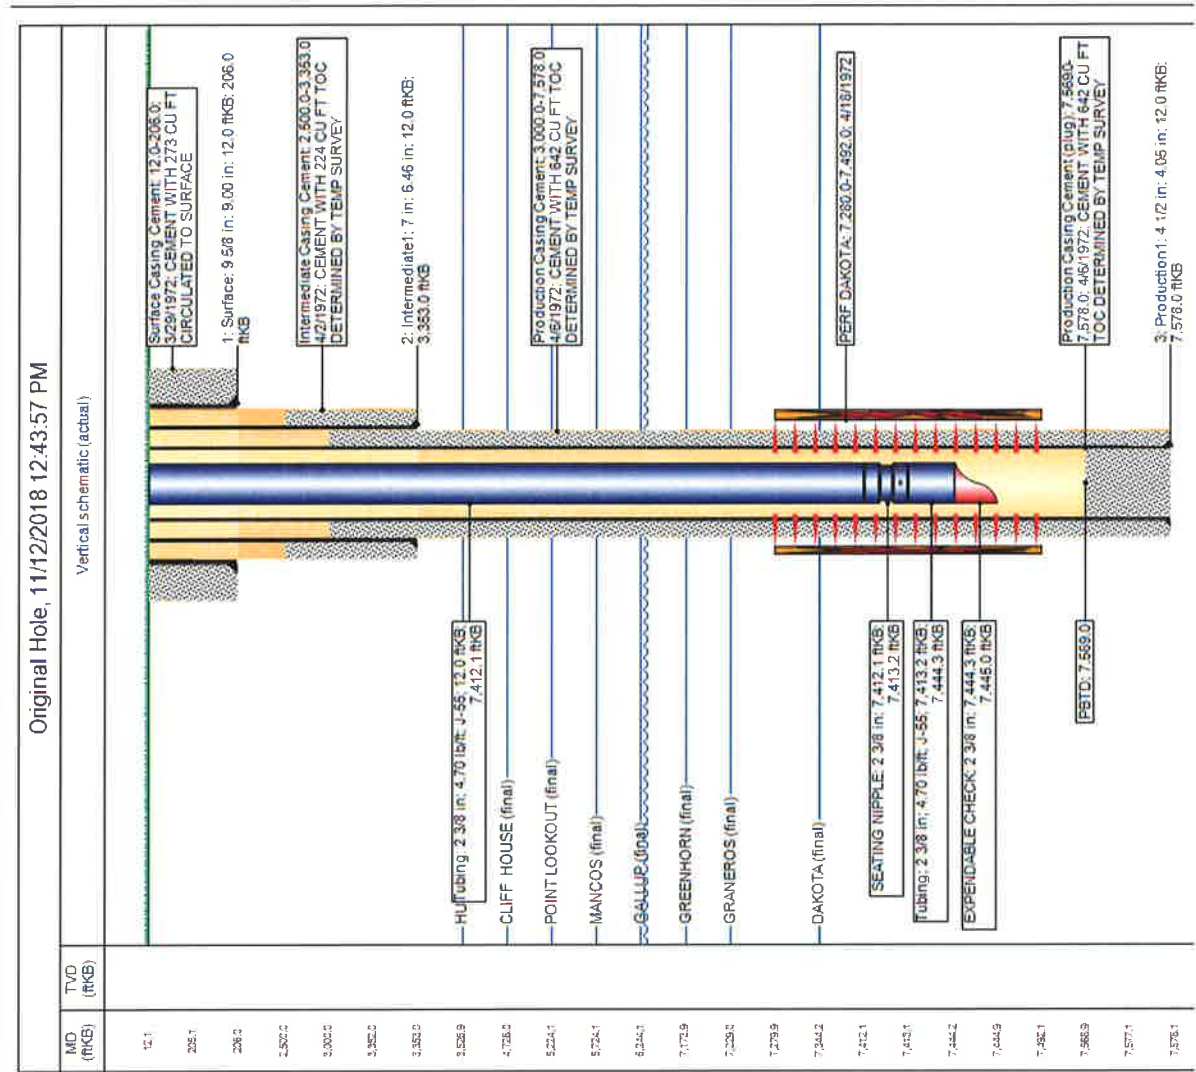 Original Hole, 11/12/2018 12:43:57 PM
MD
(ftKB)
TVD
(ftKB)
Vertical schematic (actual)
12.1
205.1
206.0
2,500.0
3,000.0
3,352.0
3,353.0
4,726.0
5,224.1
5,724.1
6,244.1
7,172.9
7,229.0
7,279.9
7,344.2
7,412.1
7,413.1
7,444.2
7,444.9
7,492.1
7,568.9
7,577.1
7,578.1
Surface Casing Cement; 12.0-206.0;
3/29/1972; CEMENT WITH 273 CU FT
CIRCULATED TO SURFACE
1; Surface; 9 5/8 in; 9.00 in; 12.0 ftKB; 206.0
ftKB
Intermediate Casing Cement; 2,500.0-3,353.0
4/2/1972; CEMENT WITH 224 CU FT TOC
DETERMINED BY TEMP SURVEY
2; Intermediate1; 7 in; 6.46 in; 12.0 ftKB;
3,353.0 ftKB
Tubing; 2 3/8 in; 4.70 lb/ft; J-55; 12.0 ftKB;
7,412.1 ftKB
CLIFF HOUSE (final)
POINT LOOKOUT (final)
Production Casing Cement; 3,000.0-7,578.0
4/6/1972; CEMENT WITH 642 CU FT TOC
DETERMINED BY TEMP SURVEY
MANCOS (final)
GALLUP (final)
GREENHORN (final)
GRANEROS (final)
DAKOTA (final)
PERF DAKOTA; 7,280.0-7,492.0; 4/18/1972
SEATING NIPPLE; 2 3/8 in; 7,412.1 ftKB;
7,413.2 ftKB
Tubing; 2 3/8 in; 4.70 lb/ft; J-55; 7,413.2 ftKB;
7,444.3 ftKB
EXPENDABLE CHECK; 2 3/8 in; 7,444.3 ftKB;
7,445.0 ftKB
PBTD; 7,569.0
Production Casing Cement (plug); 7,569.0-
7,578.0; 4/6/1972; CEMENT WITH 642 CU FT
TOC DETERMINED BY TEMP SURVEY
3; Production1; 4 1/2 in; 4.05 in; 12.0 ftKB;
7,578.0 ftKB